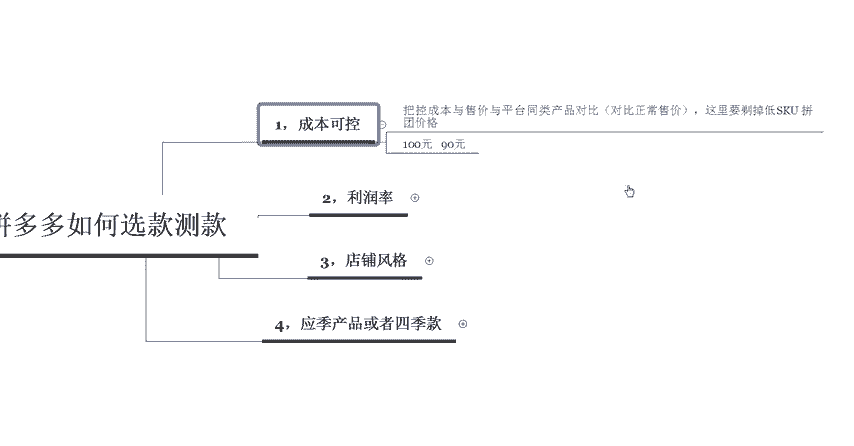 1，成本可控
把控成本与售价与平台同类产品对比（对比正常售价），这里要剔掉低SKU拼
团价格
100元 90元
2，利润率
拼多多如何选款测款
3，店铺风格
4，应季产品或者四季款